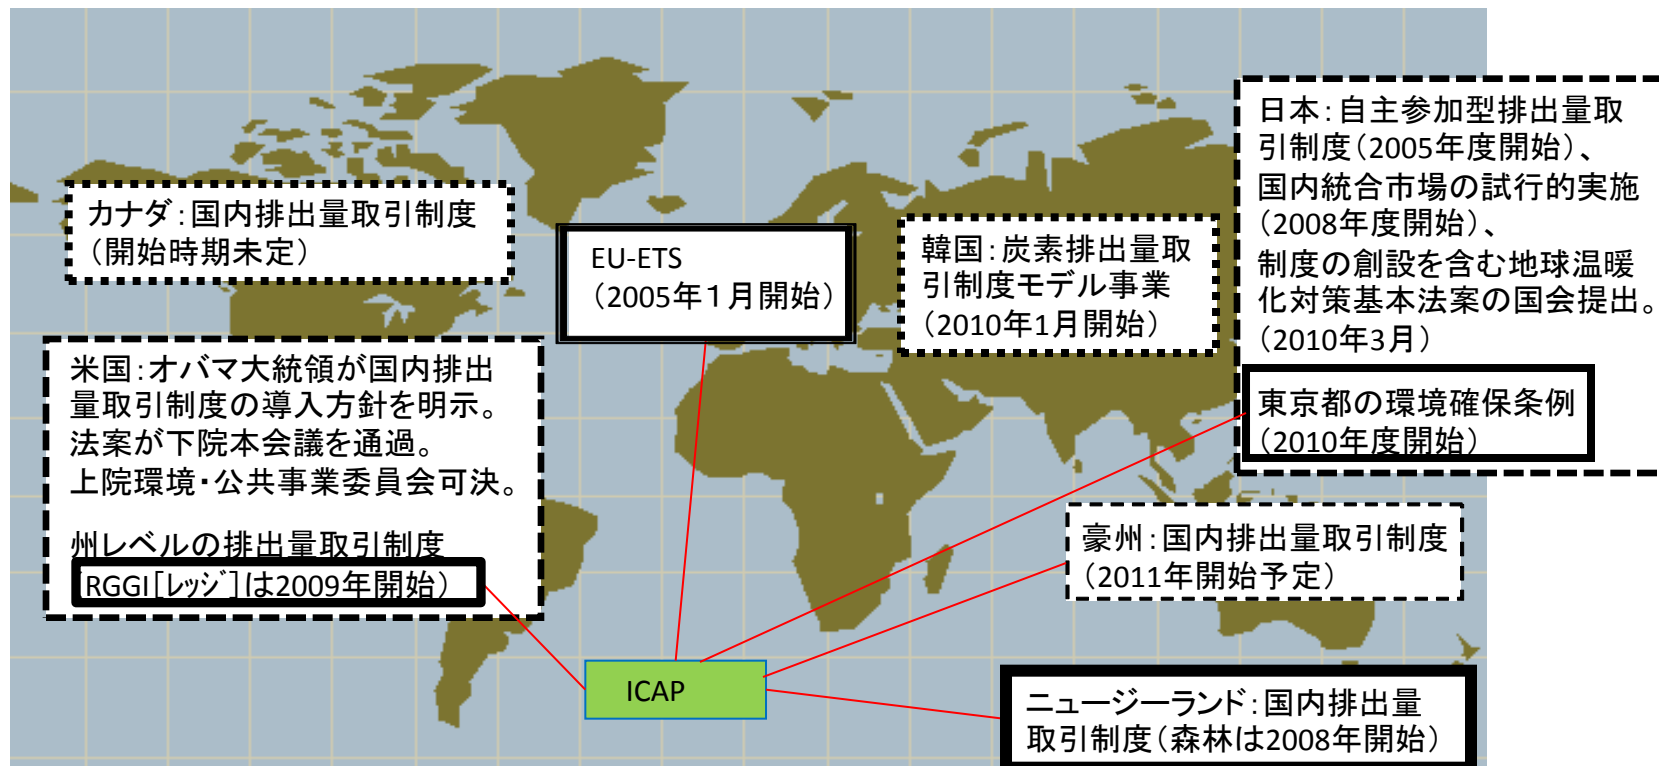 カナダ：国内排出量取引制度
（開始時期未定）
EU-ETS
（2005年１月開始）
韓国：炭素排出量取
引制度モデル事業
（2010年1月開始）
日本：自主参加型排出量取
引制度（2005年度開始）、
国内統合市場の試行的実施
（2008年度開始）、
制度の創設を含む地球温暖
化対策基本法案の国会提出。
（2010年3月）
東京都の環境確保条例
（2010年度開始）
米国：オバマ大統領が国内排出
量取引制度の導入方針を明示。
法案が下院本会議を通過。
上院環境・公共事業委員会可決。
州レベルの排出量取引制度
（RGGI［ﾚｯｼﾞ］は2009年開始）
豪州：国内排出量取引制度
（2011年開始予定）
ICAP
ニュージーランド：国内排出量
取引制度（森林は2008年開始）